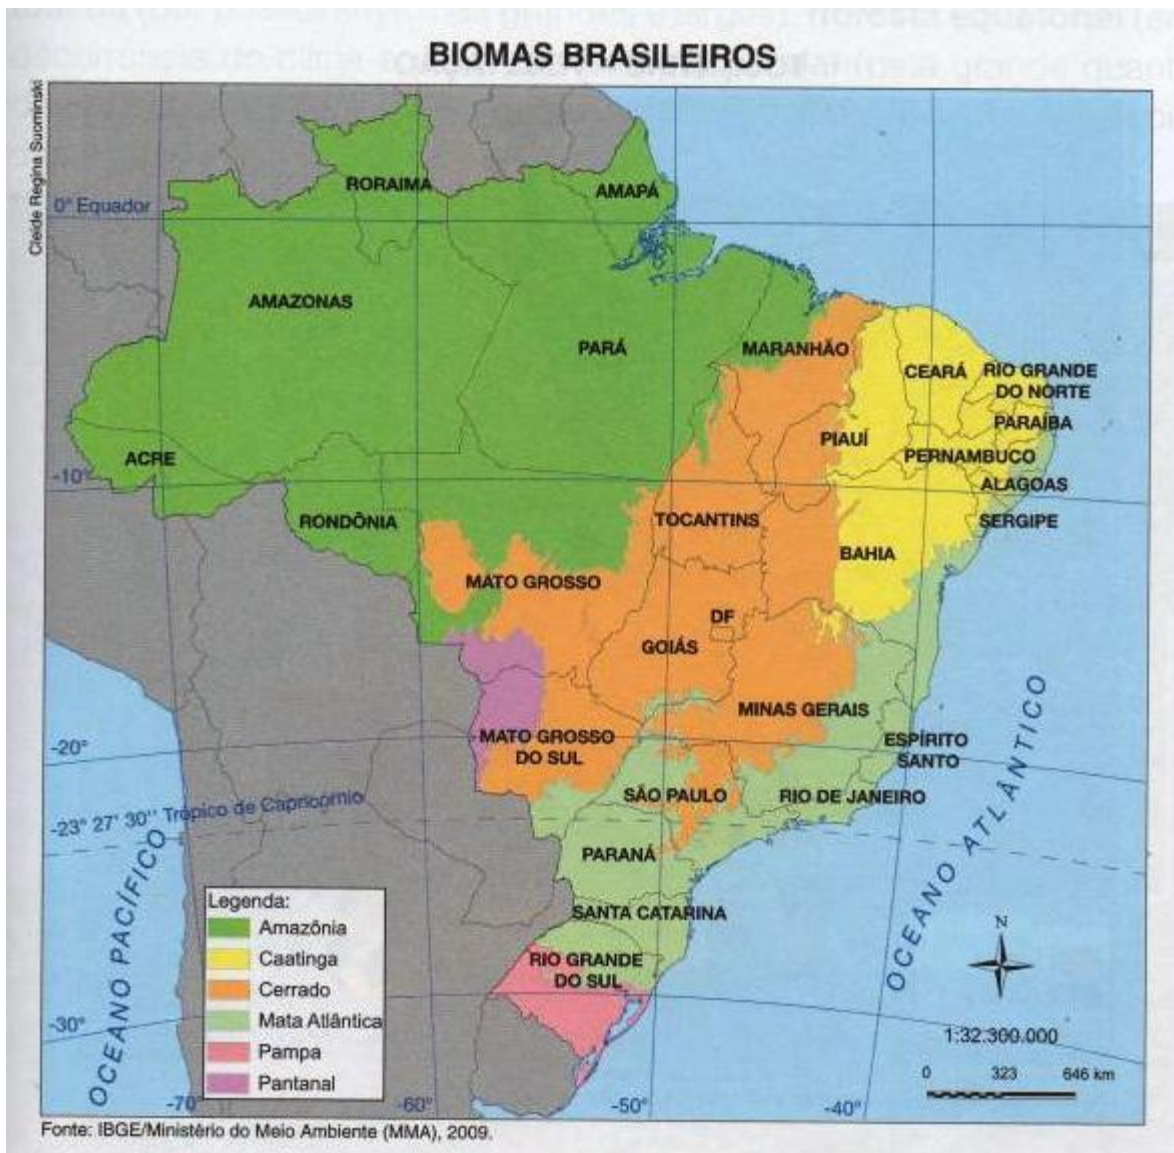 BIOMAS BRASILEIROS
Cleide Regina Suominski
RORAIMA
AMAPÁ
0° Equador
AMAZONAS
PARÁ
MARANHÃO
CEARÁ
RIO GRANDE
DO NORTE
PARAÍBA
PIAUÍ
PERNAMBUCO
ACRE
-10°
ALAGOAS
RONDÔNIA
TOCANTINS
SERGIPE
BAHIA
MATO GROSSO
DF
GOIÁS
MINAS GERAIS
MATO GROSSO
DO SUL
-20°
ESPÍRITO
SANTO
SÃO PAULO
RIO DE JANEIRO
-23° 27' 30'' Trópico de Capricórnio
PARANÁ
OCEANO PACÍFICO
OCEANO ATLÂNTICO
SANTA CATARINA
RIO GRANDE
DO SUL
Legenda:
Amazônia
Caatinga
Cerrado
Mata Atlântica
Pampa
Pantanal
N
1:32.300.000
0 323 646 km
-30°
-70°
-60°
-50°
-40°
Fonte: IBGE/Ministério do Meio Ambiente (MMA), 2009.